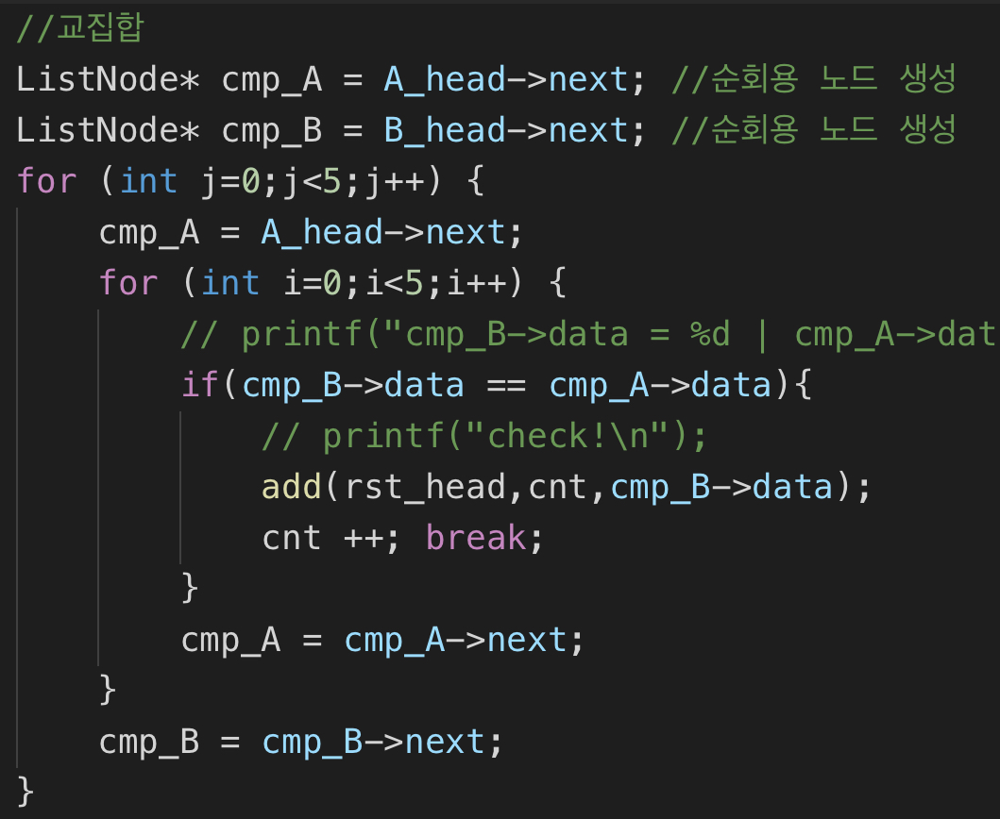 //교집합
ListNode* cmp_A = A_head->next; //순회용 노드 생성
ListNode* cmp_B = B_head->next; //순회용 노드 생성
for (int j=0;j<5;j++) {
    cmp_A = A_head->next;
    for (int i=0;i<5;i++) {
        // printf("cmp_B->data = %d | cmp_A->dat
        if(cmp_B->data == cmp_A->data){
            // printf("check!\n");
            add(rst_head,cnt,cmp_B->data);
            cnt ++; break;
        }
        cmp_A = cmp_A->next;
    }
    cmp_B = cmp_B->next;
}